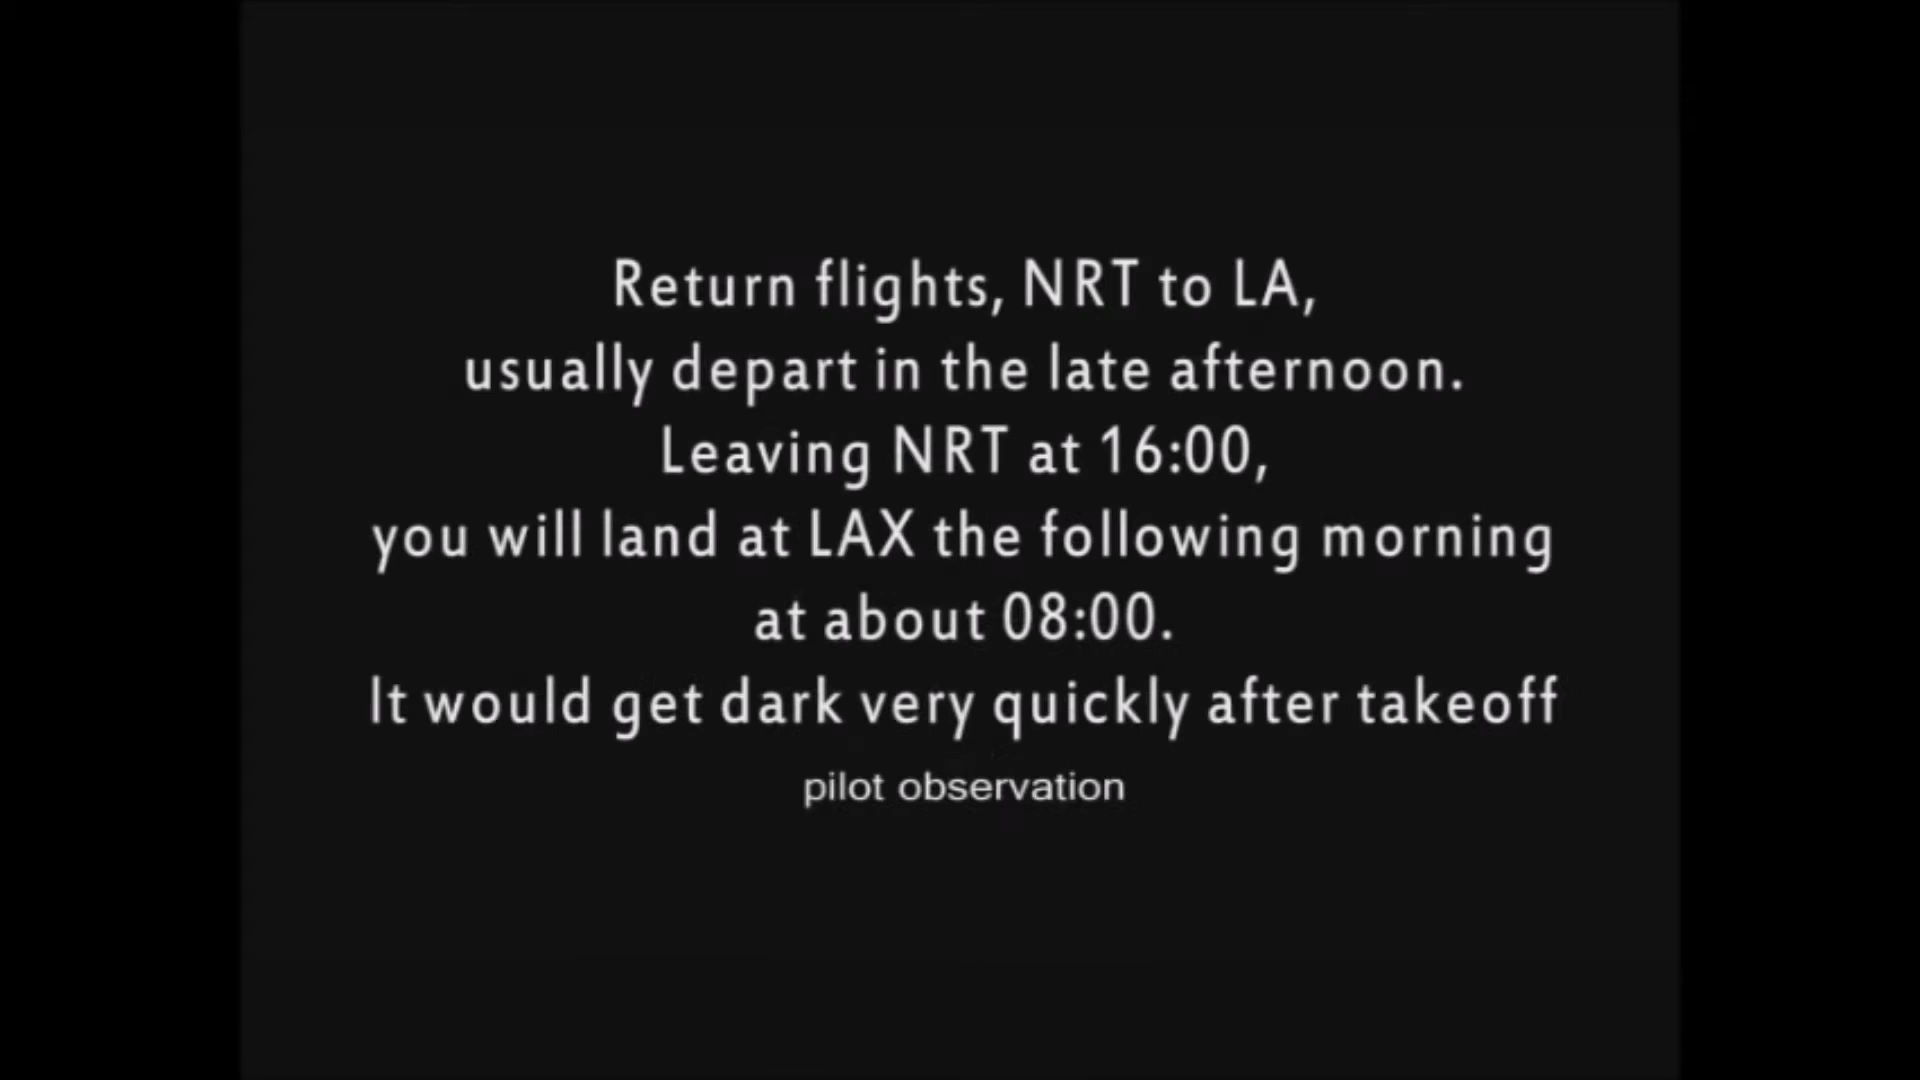 Return flights, NRT to LA,
usually depart in the late afternoon.
Leaving NRT at 16:00,
you will land at LAX the following morning
at about 08:00.
It would get dark very quickly after takeoff
pilot observation